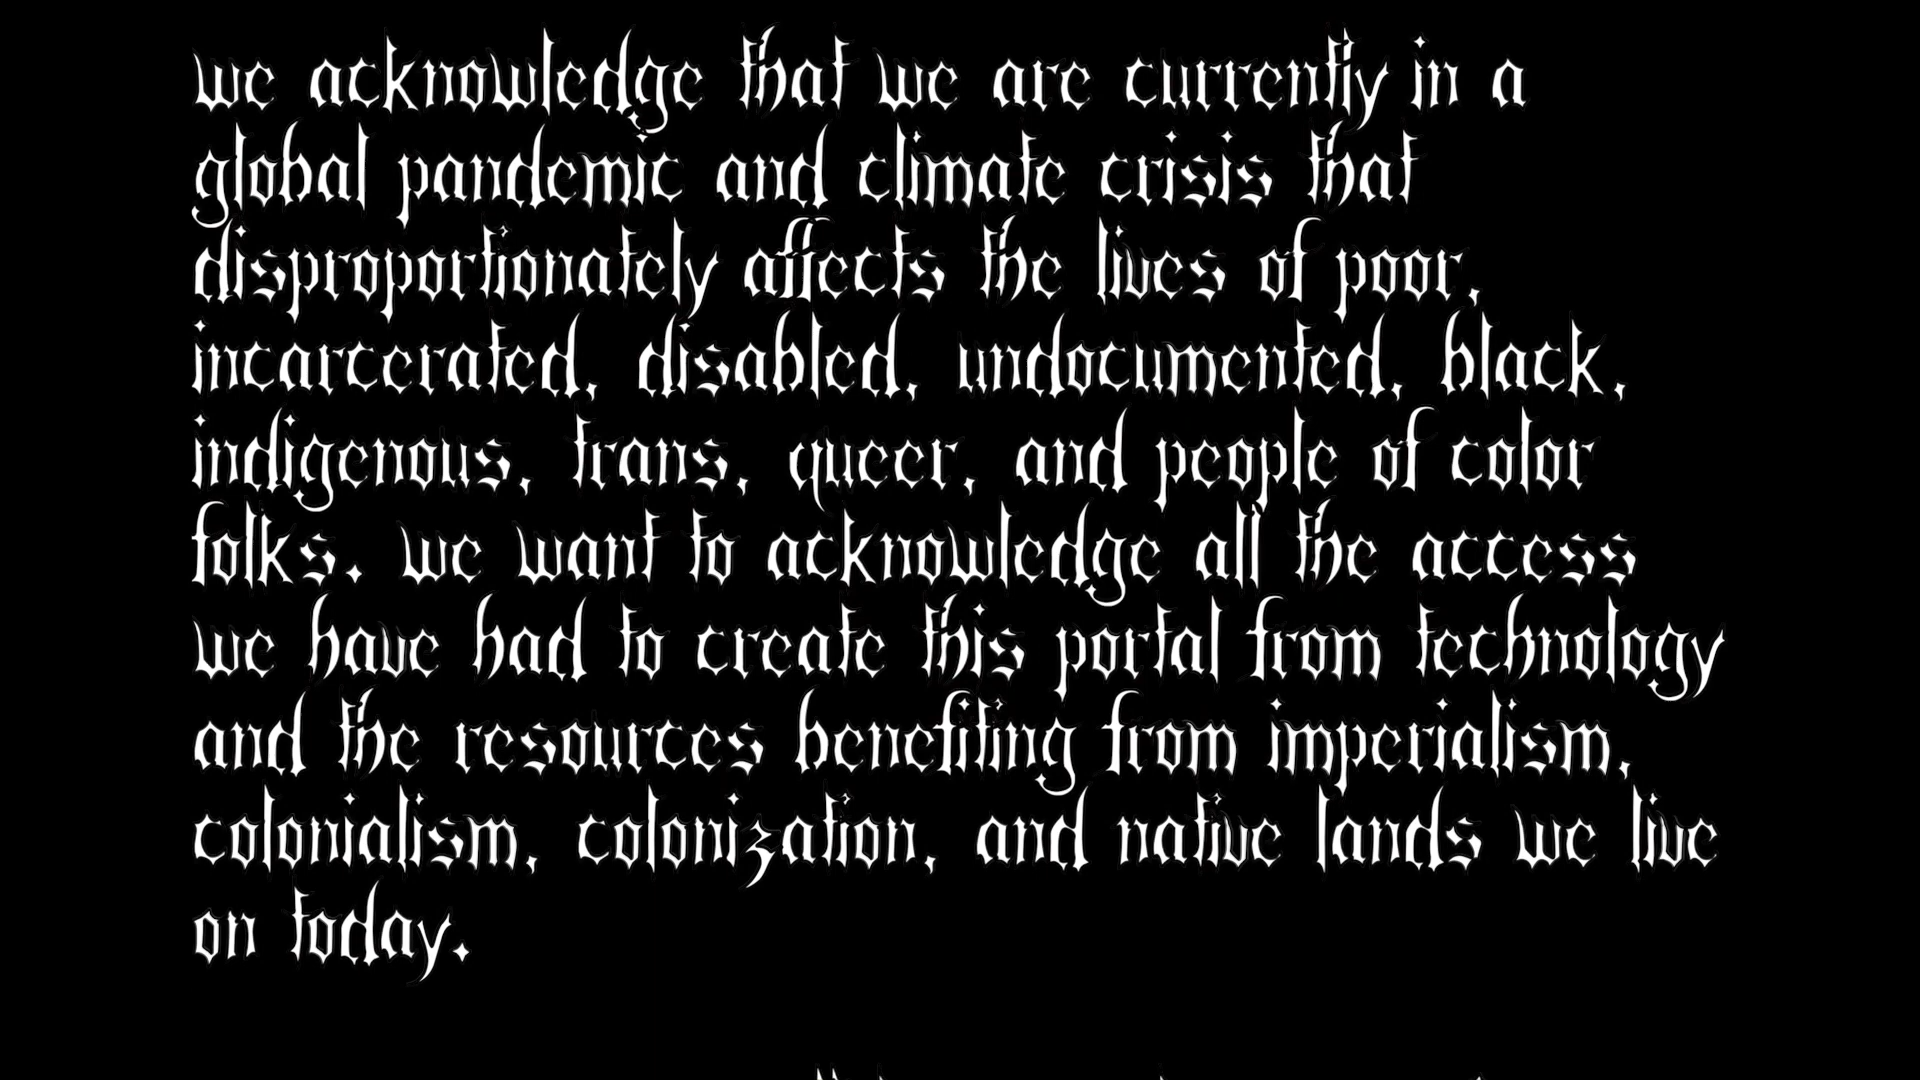 we acknowledge that we are currently in a
global pandemic and climate crisis that
disproportionately affects the lives of poor,
incarcerated, disabled, undocumented, black,
indigenous, trans, queer, and people of color
folks. we want to acknowledge all the access
we have had to create this portal from technology
and the resources benefiting from imperialism,
colonialism, colonization, and native lands we live
on today.